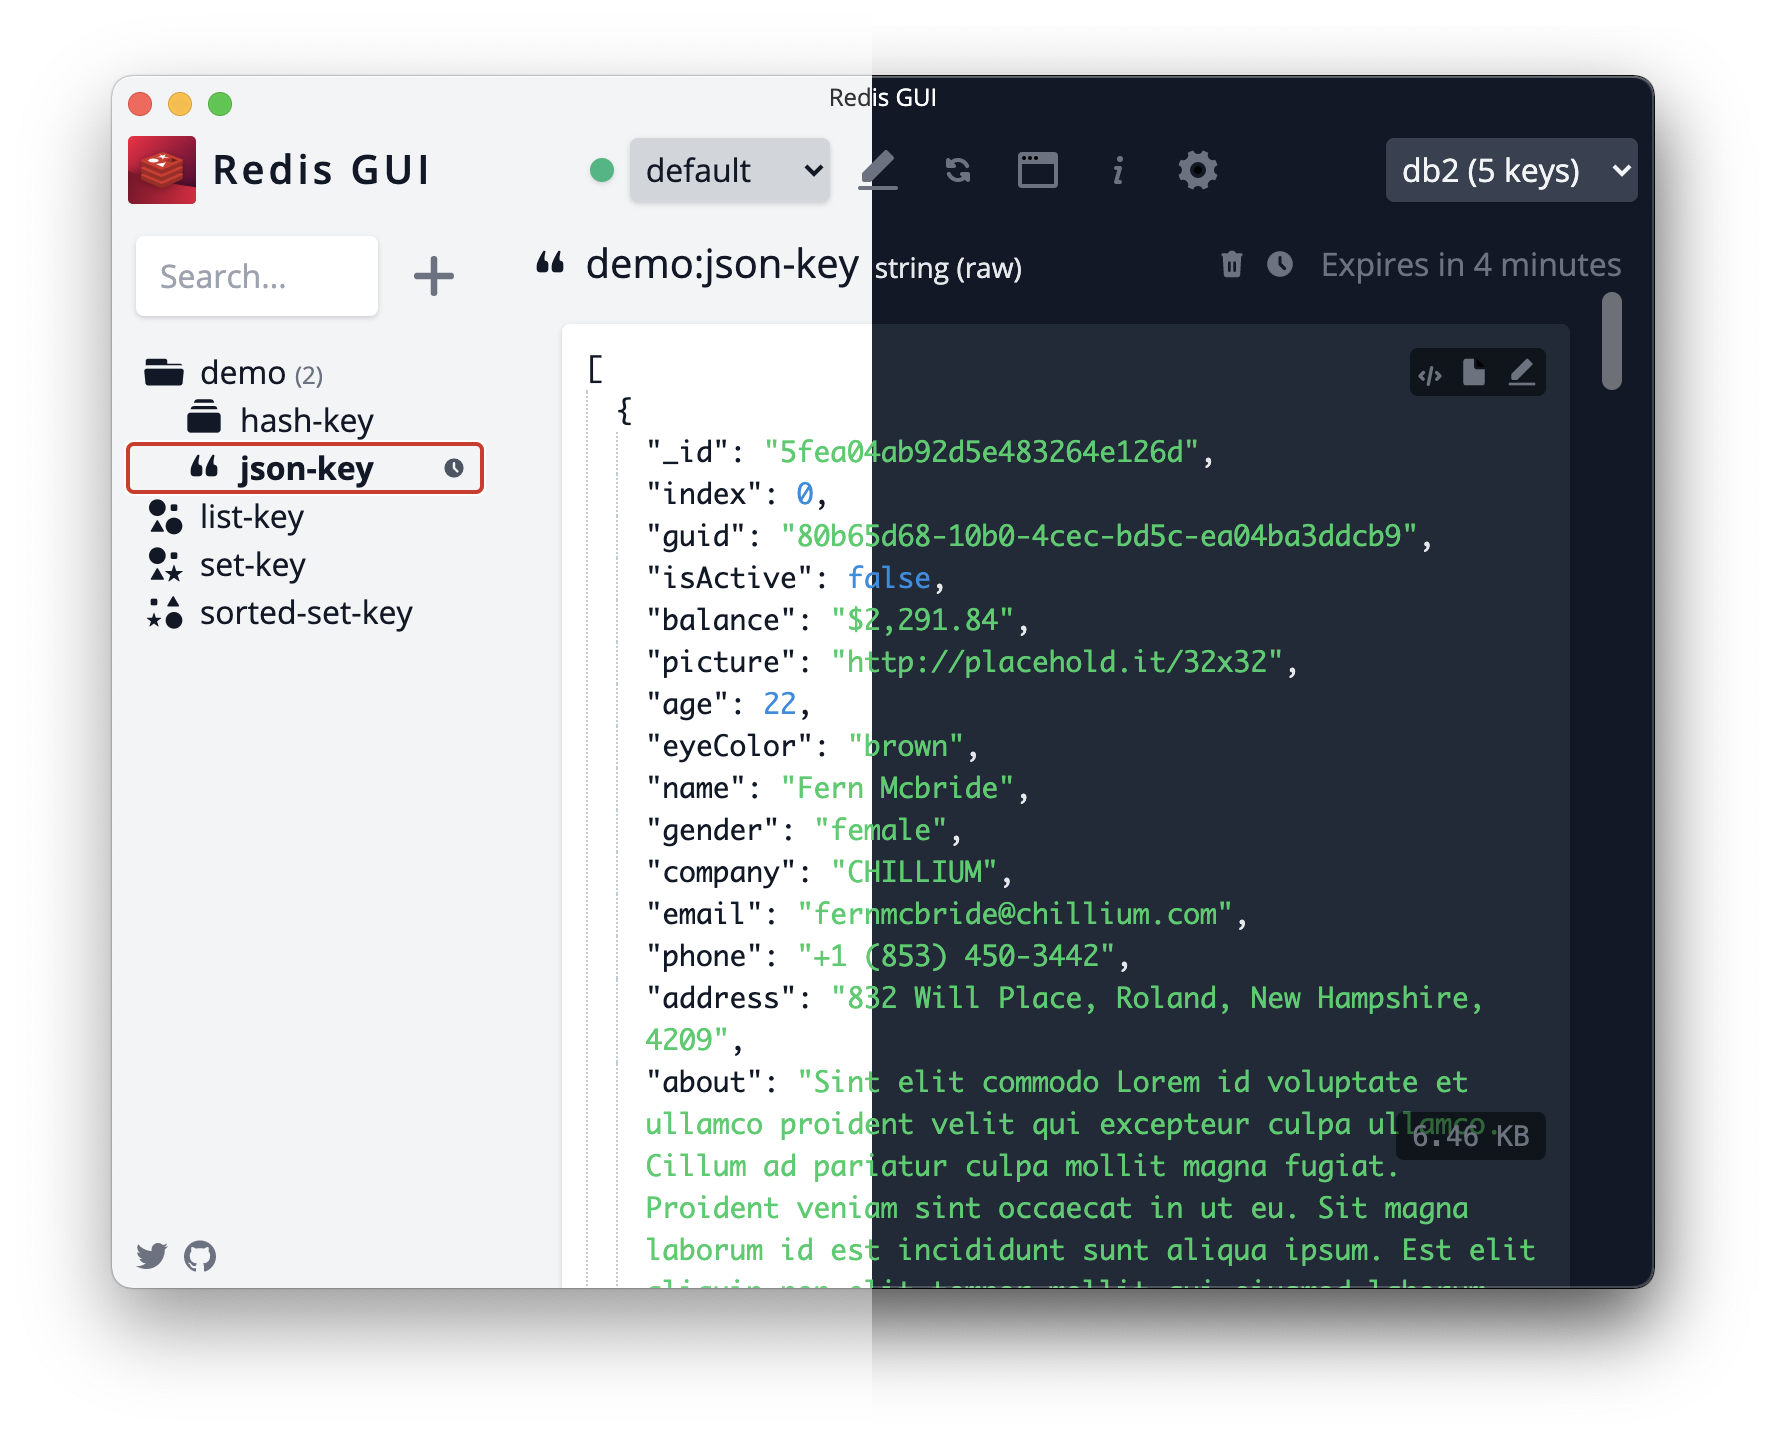 Redis GUI
Redis GUI
default
db2 (5 keys)
Search...
demo:json-key string (raw)
Expires in 4 minutes
demo (2)
hash-key
json-key
list-key
set-key
sorted-set-key
[
{
"_id": "5fea04ab92d5e483264e126d",
"index": 0,
"guid": "80b65d68-10b0-4cec-bd5c-ea04ba3ddcb9",
"isActive": false,
"balance": "$2,291.84",
"picture": "http://placehold.it/32x32",
"age": 22,
"eyeColor": "brown",
"name": "Fern Mcbride",
"gender": "female",
"company": "CHILLIUM",
"email": "fernmcbride@chillium.com",
"phone": "+1 (853) 450-3442",
"address": "832 Will Place, Roland, New Hampshire,
4209",
"about": "Sint elit commodo Lorem id voluptate et
ullamco proident velit qui excepteur culpa ullamco.
6.46 KB
Cillum ad pariatur culpa mollit magna fugiat.
Proident veniam sint occaecat in ut eu. Sit magna
laborum id est incididunt sunt aliqua ipsum. Est elit